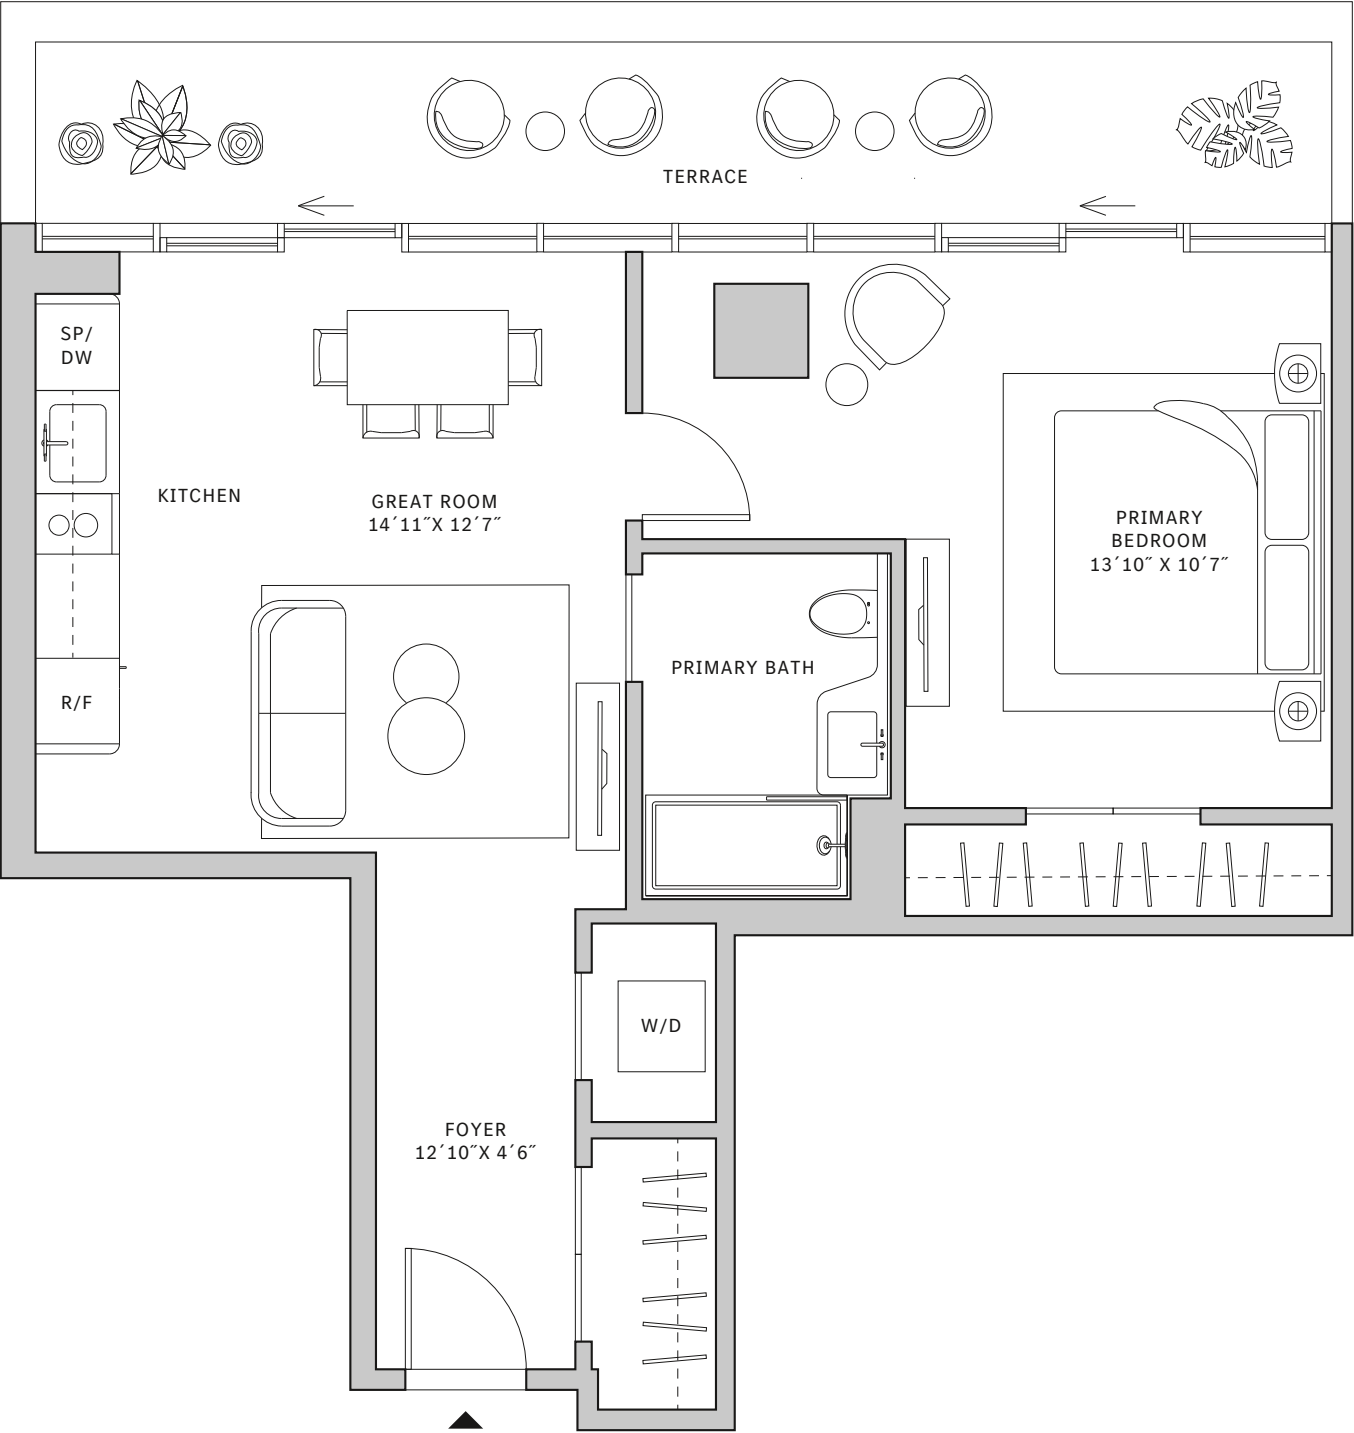 TERRACE
SP/
DW
KITCHEN
GREAT ROOM
14´11˝X 12´7˝
PRIMARY
BEDROOM
13´10˝ X 10´7˝
PRIMARY BATH
R/F
W/D
FOYER
12´10˝X 4´6˝